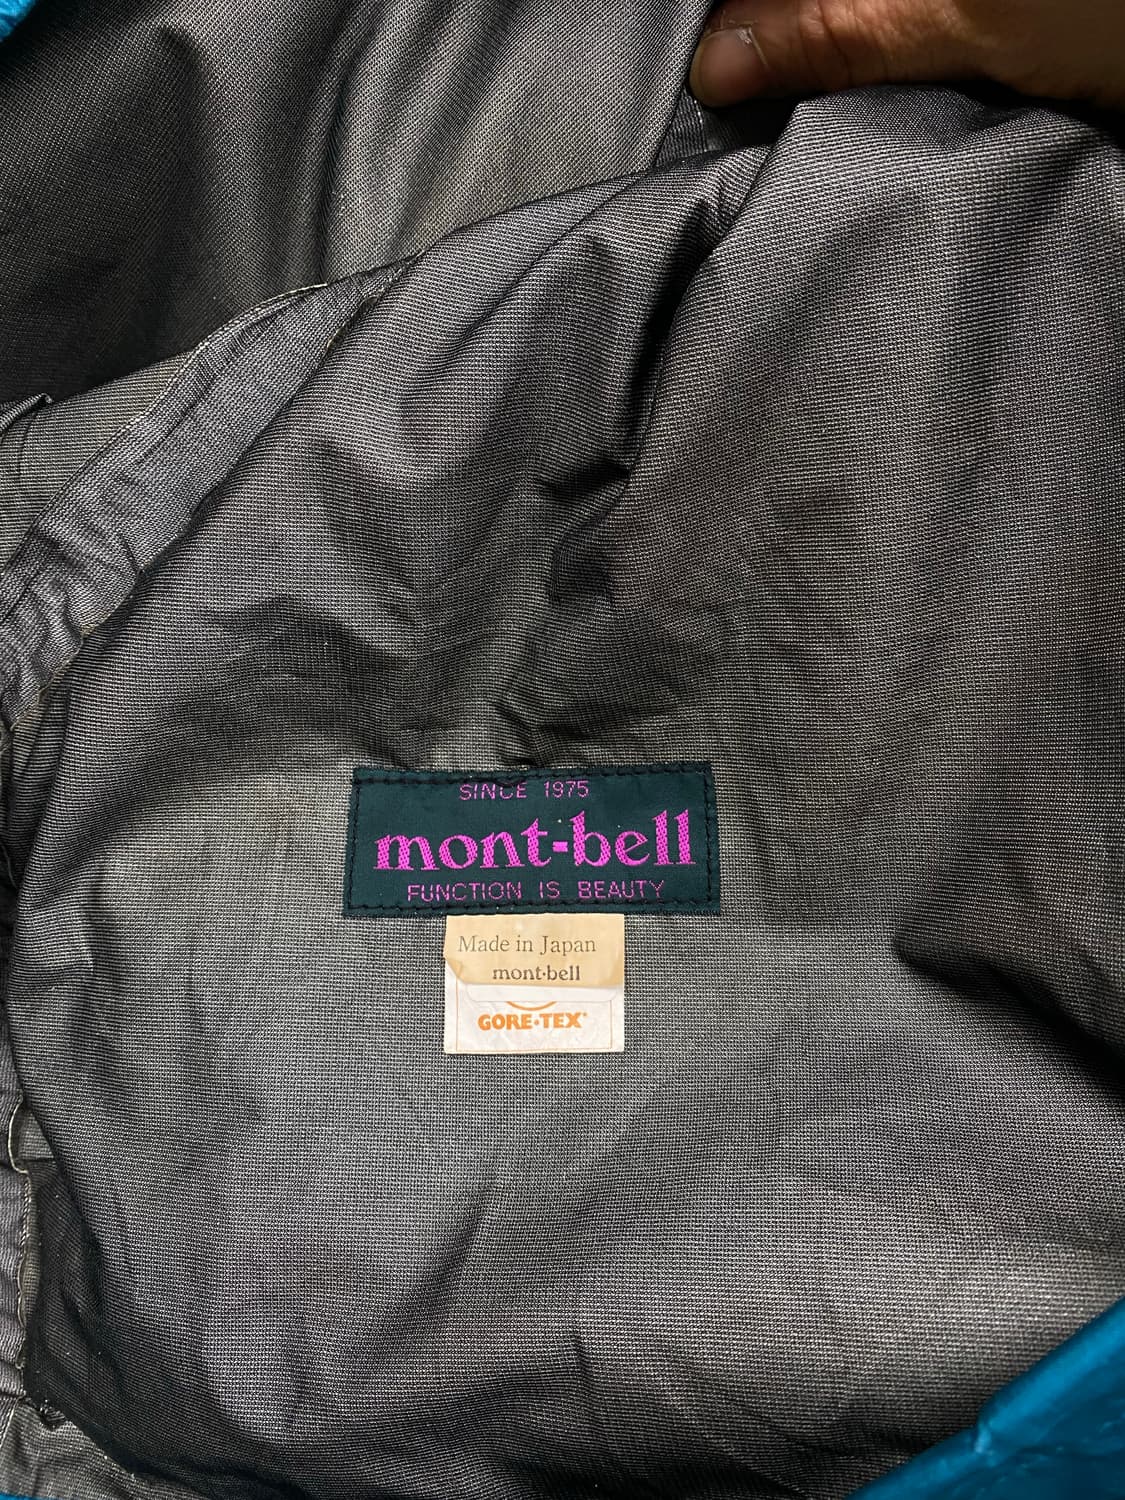 SINCE 1975
mont-bell
FUNCTION IS BEAUTY
Made in Japan
mont·bell
GORE-TEX®